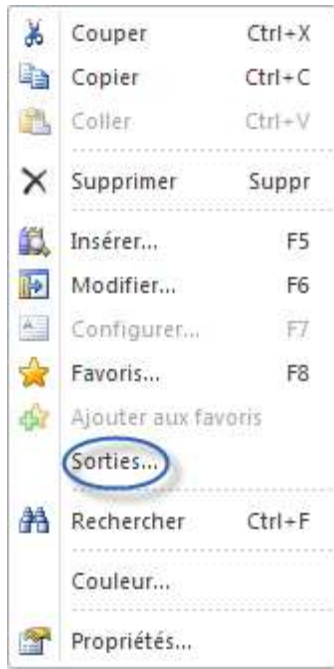 Couper Ctrl+X
Copier Ctrl+C
Coller Ctrl+V
Supprimer Suppr
Insérer... F5
Modifier... F6
Configurer... F7
Favoris... F8
Ajouter aux favoris
Sorties...
Rechercher Ctrl+F
Couleur...
Propriétés...